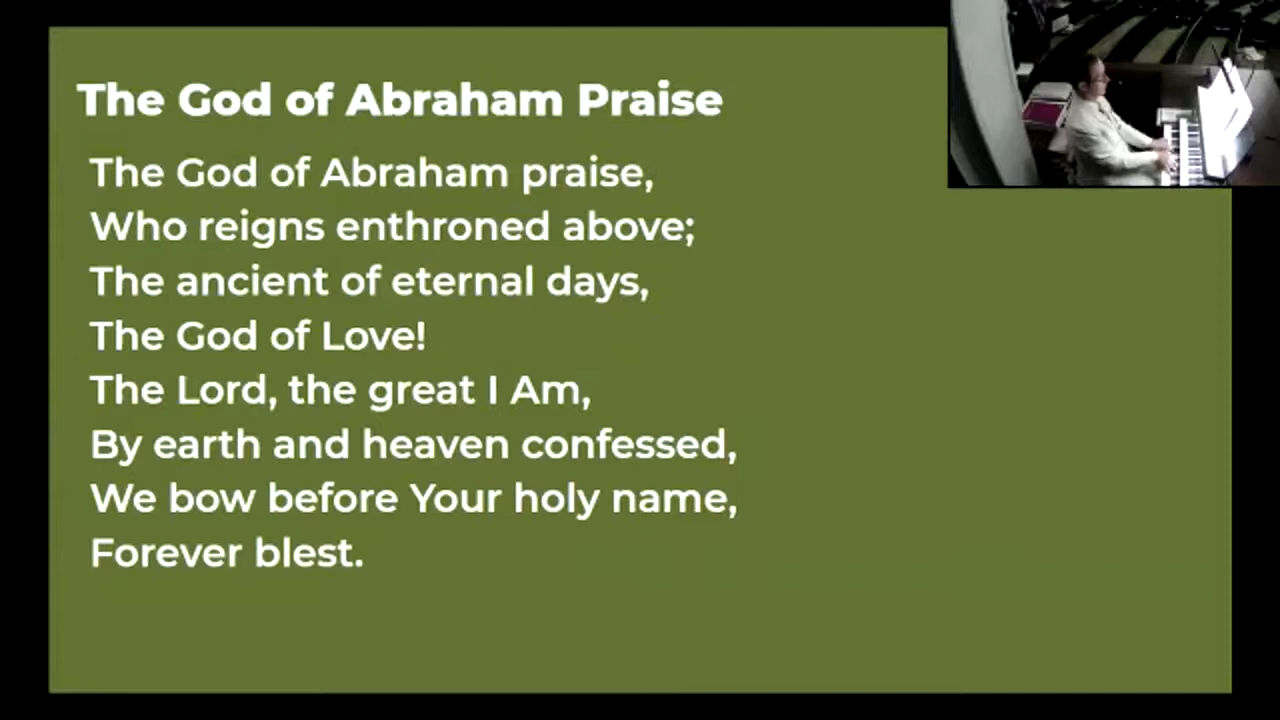 The God of Abraham Praise
The God of Abraham praise,
Who reigns enthroned above;
The ancient of eternal days,
The God of Love!
The Lord, the great I Am,
By earth and heaven confessed,
We bow before Your holy name,
Forever blest.